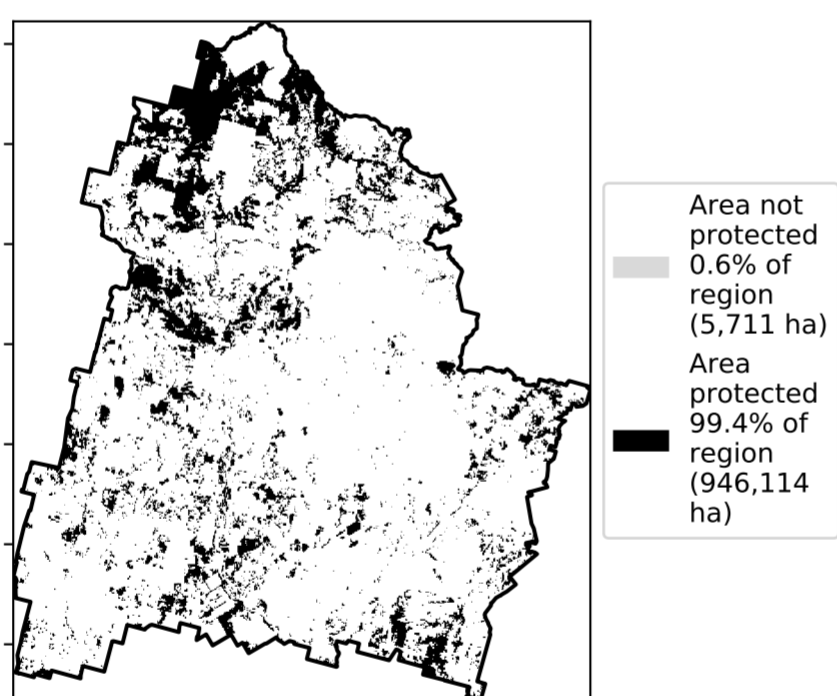 Area not
protected
0.6% of
region
(5,711 ha)
Area
protected
99.4% of
region
(946,114
ha)